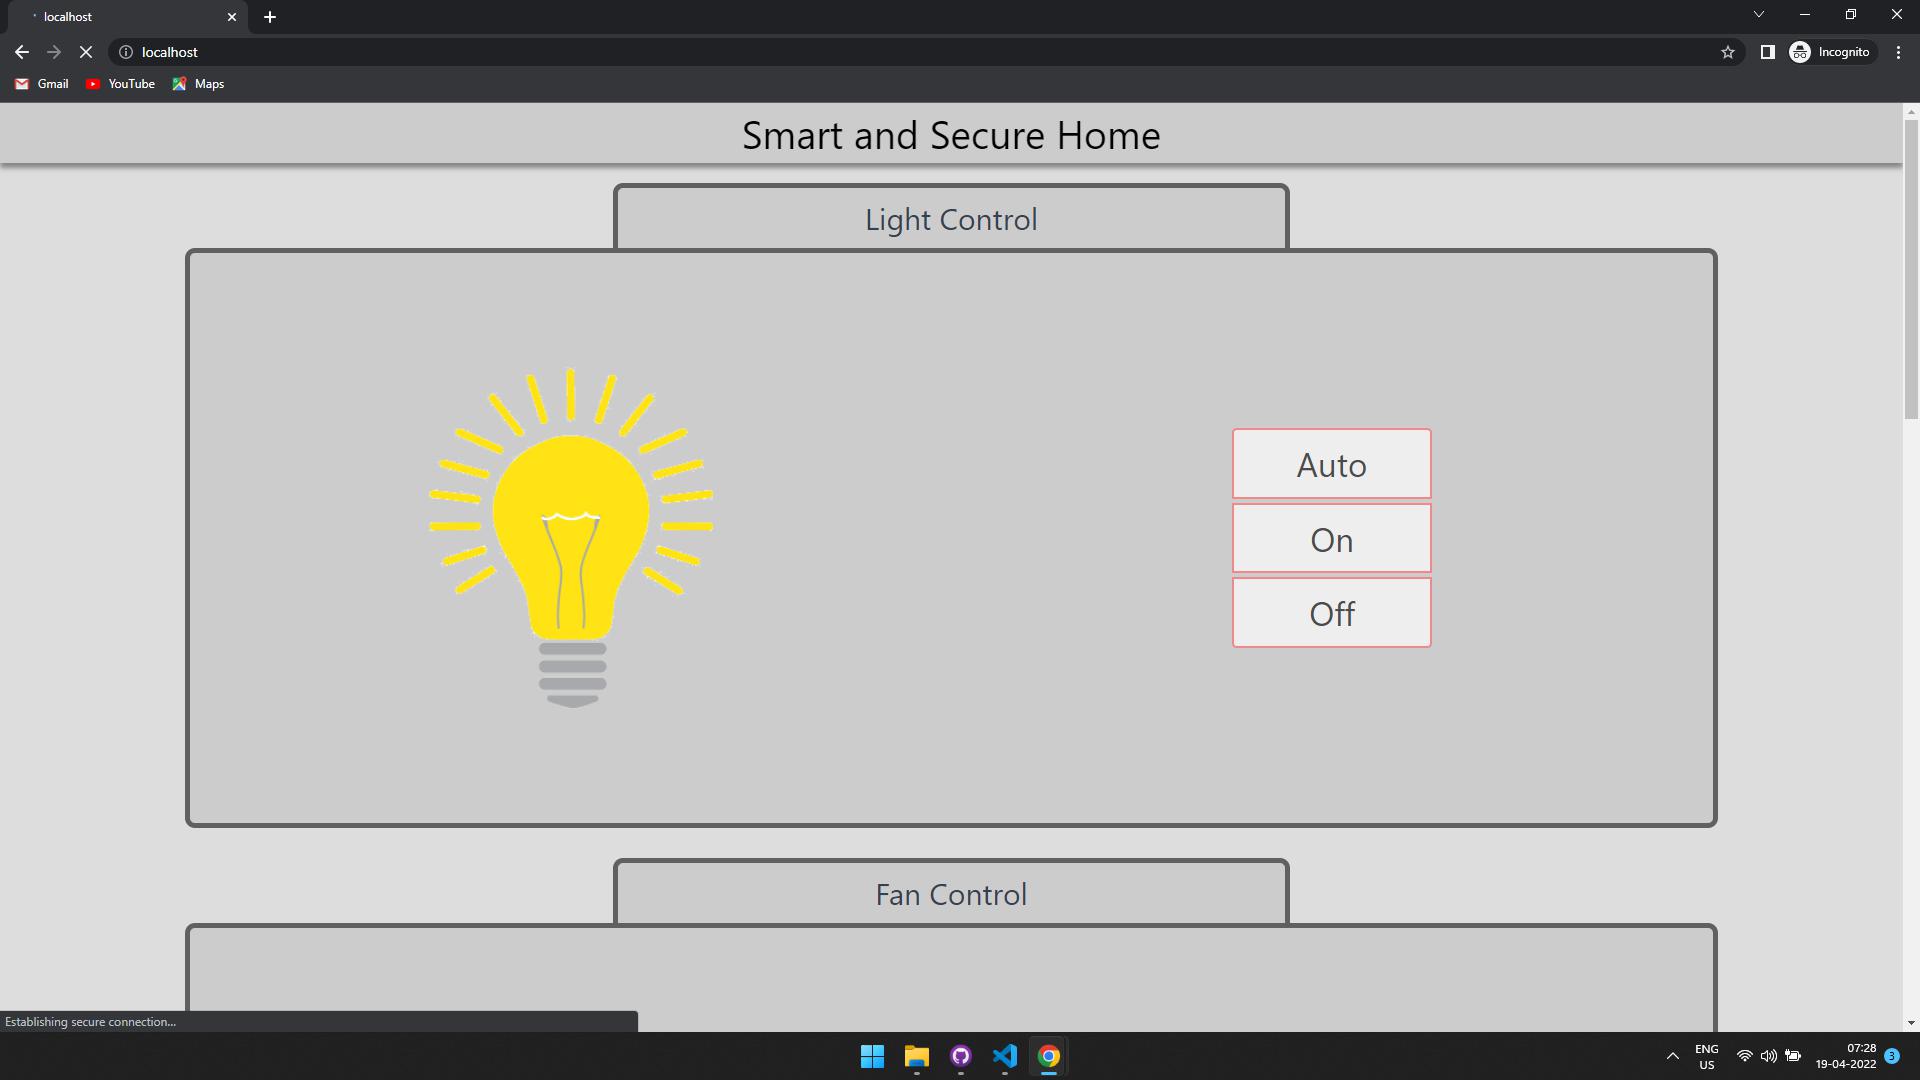 localhost
localhost
Incognito
Gmail YouTube Maps
Smart and Secure Home
Light Control
Auto
On
Off
Fan Control
Establishing secure connection...
ENG
US
07:28
19-04-2022
3